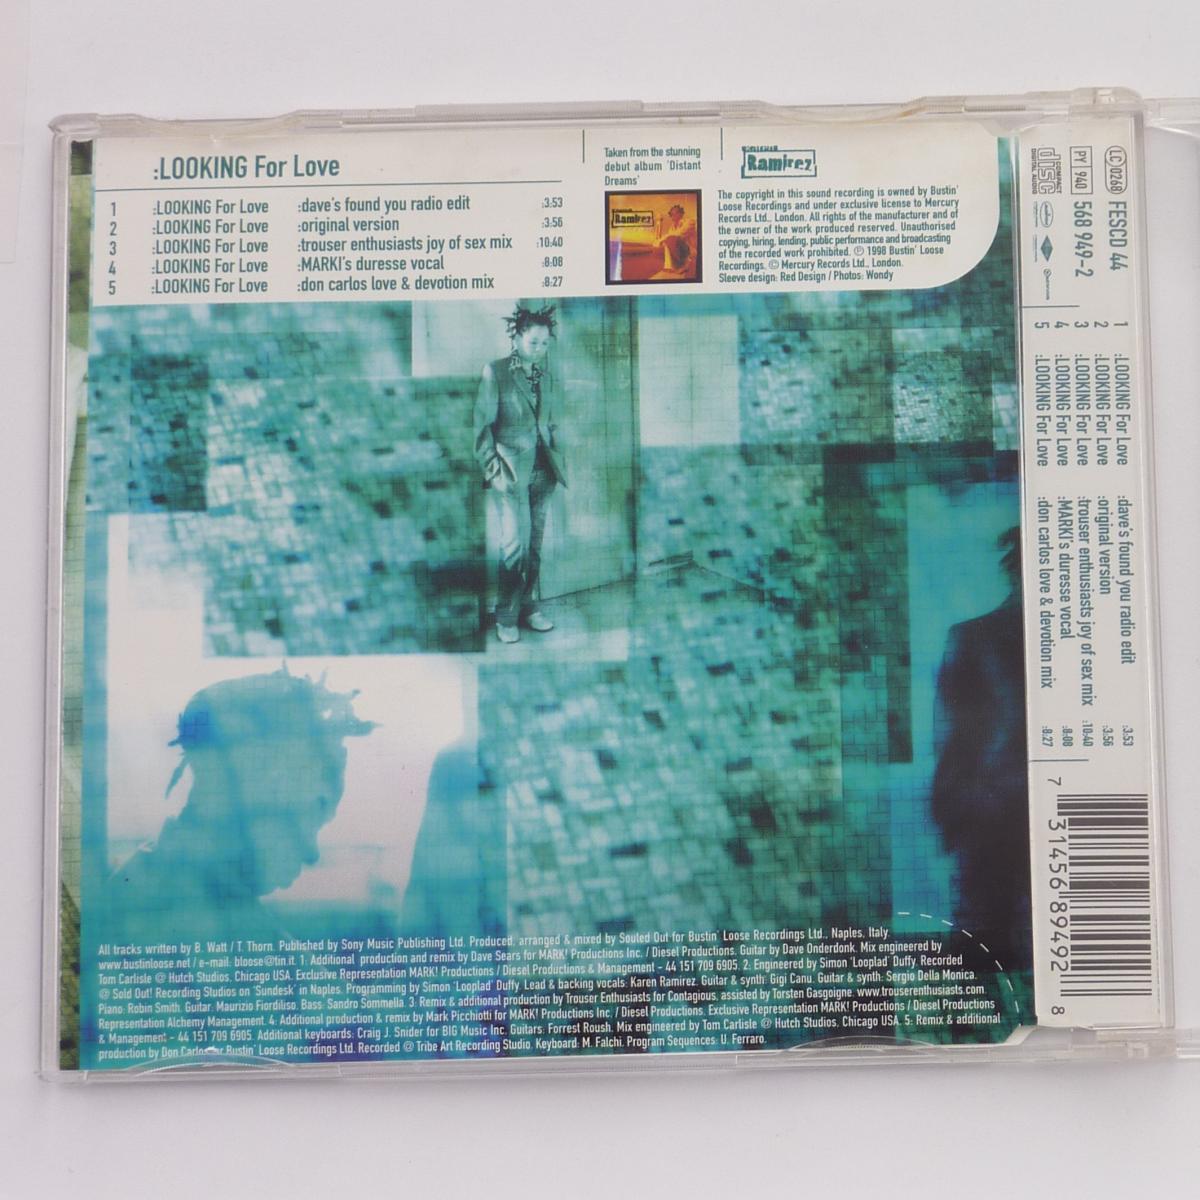 :LOOKING For Love
1 :LOOKING For Love :dave's found you radio edit :3:53
2 :LOOKING For Love :original version :3:56
3 :LOOKING For Love :trouser enthusiasts joy of sex mix :10:40
4 :LOOKING For Love :MARK!'s duresse vocal :8:08
5 :LOOKING For Love :don carlos love & devotion mix :8:27
Taken from the stunning
debut album 'Distant
Dreams'
Ramirez
Ramirez
The copyright in this sound recording is owned by Bustin'
Loose Recordings and under exclusive license to Mercury
Records Ltd., London. All rights of the manufacturer and of
the owner of the work produced reserved. Unauthorised
copying, hiring, lending, public performance and broadcasting
of the recorded work prohibited. ℗ 1998 Bustin' Loose
Recordings. © Mercury Records Ltd., London.
Sleeve design: Red Design / Photos: Wondy
All tracks written by B. Watt / T. Thorn. Published by Sony Music Publishing Ltd. Produced, arranged & mixed by Souled Out for Bustin' Loose Recordings Ltd., Naples, Italy.
www.bustinloose.net / e-mail: bloose@tin.it. 1: Additional production and remix by Dave Sears for MARK! Productions Inc. / Diesel Productions. Guitar by Dave Onderdonk. Mix engineered by
Tom Carlisle @ Hutch Studios, Chicago USA. Exclusive Representation MARK! Productions / Diesel Productions & Management - 44 151 709 6905. 2: Engineered by Simon 'Looplad' Duffy, Recorded
@ Sold Out! Recording Studios on 'Sundesk' in Naples. Programming by Simon 'Looplad' Duffy. Lead & backing vocals: Karen Ramirez. Guitar & synth: Gigi Canu. Guitar & synth: Sergio Della Monica.
Piano: Robin Smith. Guitar: Maurizio Fiordiliso. Bass: Sandro Sommella. 3: Remix & additional production by Trouser Enthusiasts for Contagious, assisted by Torsten Gasgoigne. www.trouserenthusiasts.com.
Representation Alchemy Management. 4: Additional production & remix by Mark Picchiotti for MARK! Productions Inc. / Diesel Productions. Exclusive Representation MARK! Productions / Diesel Productions
& Management - 44 151 709 6905. Additional keyboards: Craig J. Snider for BIG Music Inc. Guitars: Forrest Roush. Mix engineered by Tom Carlisle @ Hutch Studios, Chicago USA. 5: Remix & additional
production by Don Carlos for Bustin' Loose Recordings Ltd. Recorded @ Tribe Art Recording Studio. Keyboard: M. Falchi. Program Sequences: U. Ferraro.
LC 0268 FESCD 44
PY 940 568 949-2
COMPACT
disc
DIGITAL AUDIO
1 :LOOKING For Love :dave's found you radio edit :3:53
2 :LOOKING For Love :original version :3:56
3 :LOOKING For Love :trouser enthusiasts joy of sex mix :10:40
4 :LOOKING For Love :MARK!'s duresse vocal :8:08
5 :LOOKING For Love :don carlos love & devotion mix :8:27
7 31456 89492 8